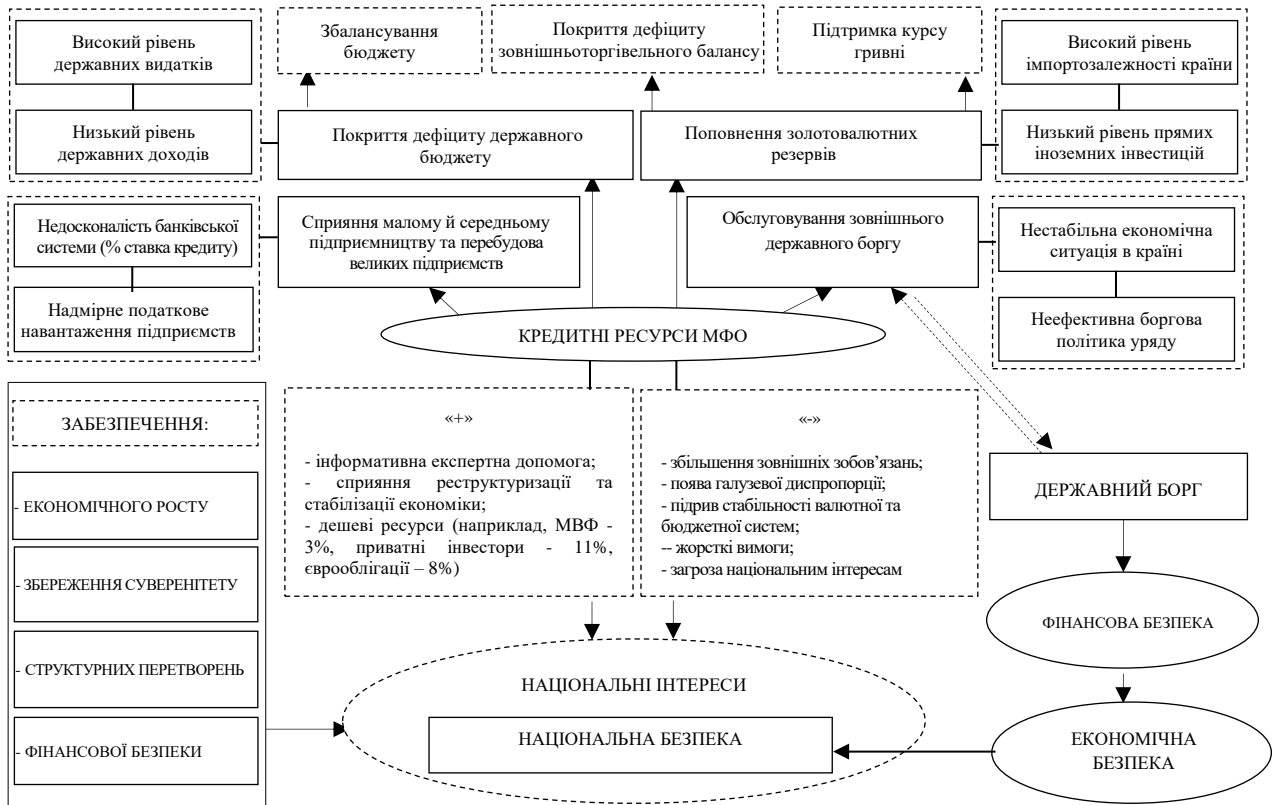 Високий рівень
державних видатків
Низький рівень
державних доходів
Збалансування
бюджету
Покриття дефіциту
зовнішньоторгівельного балансу
Підтримка курсу
гривні
Високий рівень
імпортозалежності країни
Низький рівень прямих
іноземних інвестицій
Покриття дефіциту державного
бюджету
Поповнення золотовалютних
резервів
Недосконалість банківської
системи (% ставка кредиту)
Надмірне податкове
навантаження підприємств
Сприяння малому й середньому
підприємництву та перебудова
великих підприємств
Обслуговування зовнішнього
державного боргу
Нестабільна економічна
ситуація в країні
Неефективна боргова
політика уряду
КРЕДИТНІ РЕСУРСИ МФО
ЗАБЕЗПЕЧЕННЯ:
- ЕКОНОМІЧНОГО РОСТУ
- ЗБЕРЕЖЕННЯ СУВЕРЕНІТЕТУ
- СТРУКТУРНИХ ПЕРЕТВОРЕНЬ
- ФІНАНСОВОЇ БЕЗПЕКИ
«+»
- інформативна експертна допомога;
- сприяння реструктуризації та
стабілізації економіки;
- дешеві ресурси (наприклад, МВФ -
3%, приватні інвестори - 11%,
єврооблігації – 8%)
«-»
- збільшення зовнішніх зобов’язань;
- поява галузевої диспропорції;
- підрив стабільності валютної та
бюджетної систем;
-- жорсткі вимоги;
- загроза національним інтересам
ДЕРЖАВНИЙ БОРГ
ФІНАНСОВА БЕЗПЕКА
ЕКОНОМІЧНА
БЕЗПЕКА
НАЦІОНАЛЬНІ ІНТЕРЕСИ
НАЦІОНАЛЬНА БЕЗПЕКА